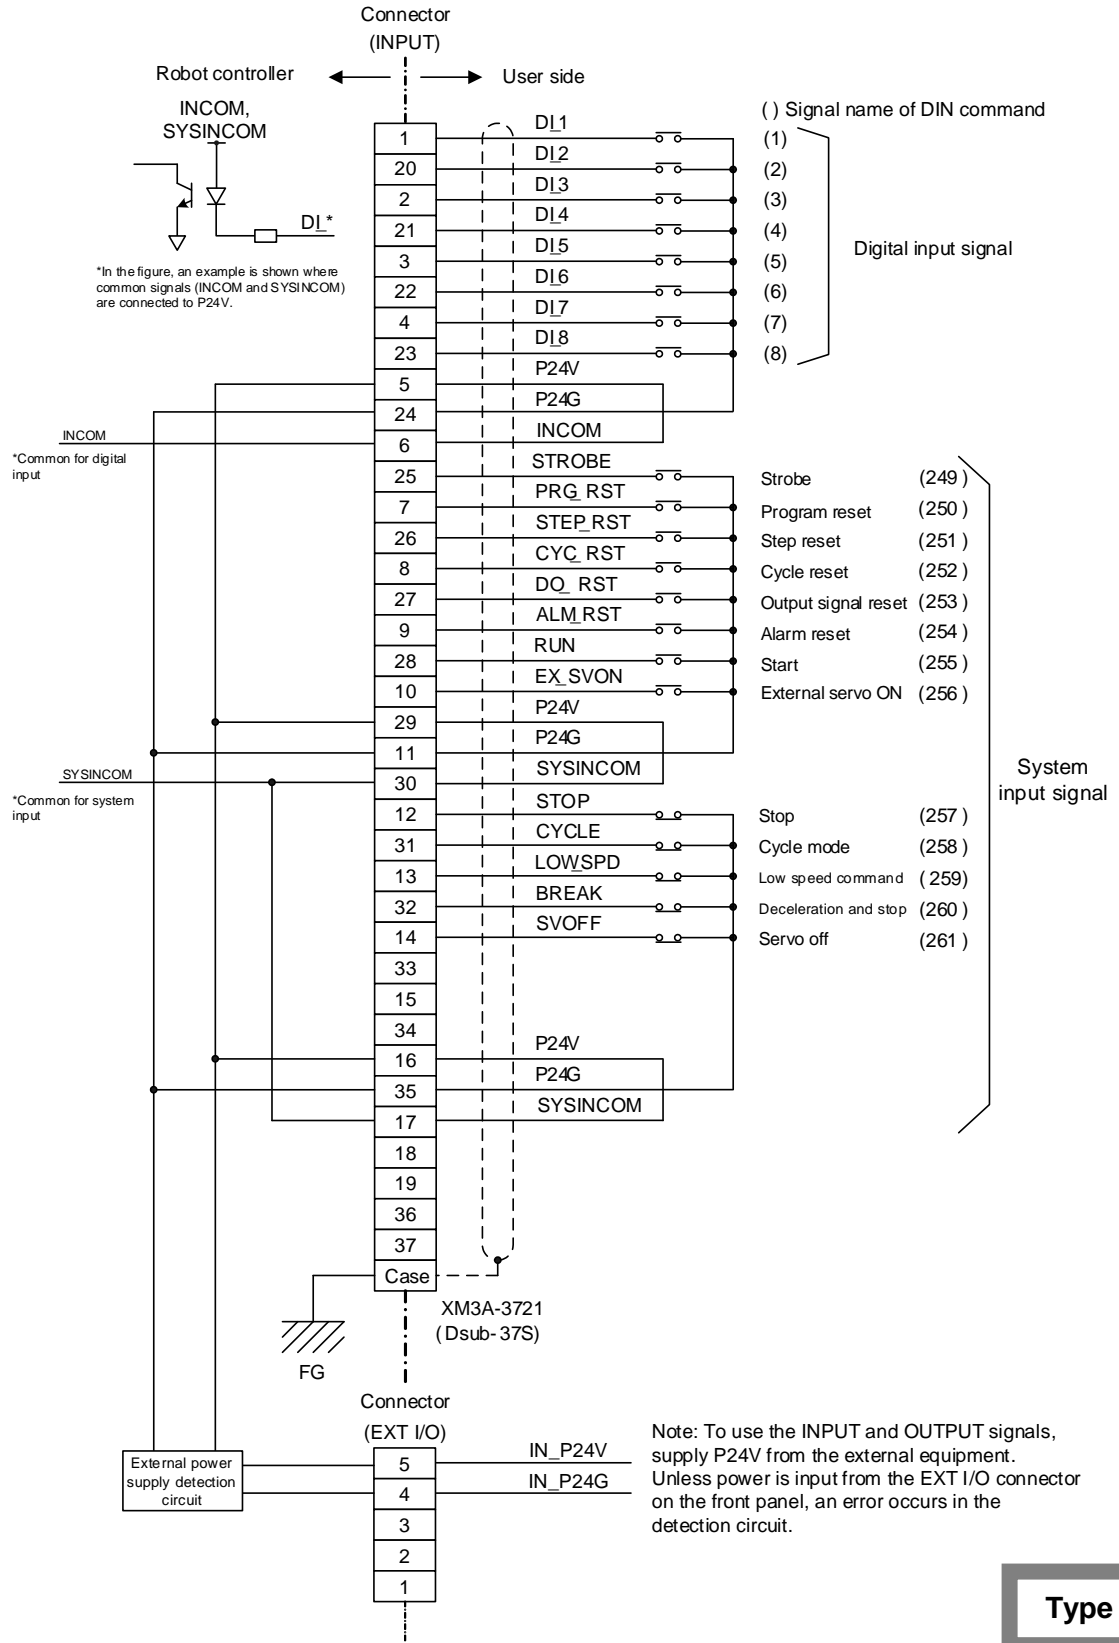 Connector
(INPUT)
Robot controller
User side
INCOM,
SYSINCOM
DI_*
*In the figure, an example is shown where
common signals (INCOM and SYSINCOM)
are connected to P24V.
( ) Signal name of DIN command
1 DI_1 (1)
20 DI_2 (2)
2 DI_3 (3)
21 DI_4 (4)
3 DI_5 (5)
22 DI_6 (6)
4 DI_7 (7)
23 DI_8 (8)
Digital input signal
5 P24V
24 P24G
INCOM
*Common for digital
input
6 INCOM
25 STROBE Strobe (249)
7 PRG_RST Program reset (250)
26 STEP_RST Step reset (251)
8 CYC_RST Cycle reset (252)
27 DO_RST Output signal reset (253)
9 ALM_RST Alarm reset (254)
28 RUN Start (255)
10 EX_SVON External servo ON (256)
29 P24V
11 P24G
SYSINCOM
*Common for system
input
30 SYSINCOM
System
input signal
12 STOP Stop (257)
31 CYCLE Cycle mode (258)
13 LOW_SPD Low speed command (259)
32 BREAK Deceleration and stop (260)
14 SVOFF Servo off (261)
33
15
34
16 P24V
35 P24G
17 SYSINCOM
18
19
36
37
Case
XM3A-3721
(Dsub-37S)
FG
Connector
(EXT I/O)
External power
supply detection
circuit
5 IN_P24V
4 IN_P24G
3
2
1
Note: To use the INPUT and OUTPUT signals,
supply P24V from the external equipment.
Unless power is input from the EXT I/O connector
on the front panel, an error occurs in the
detection circuit.
Type